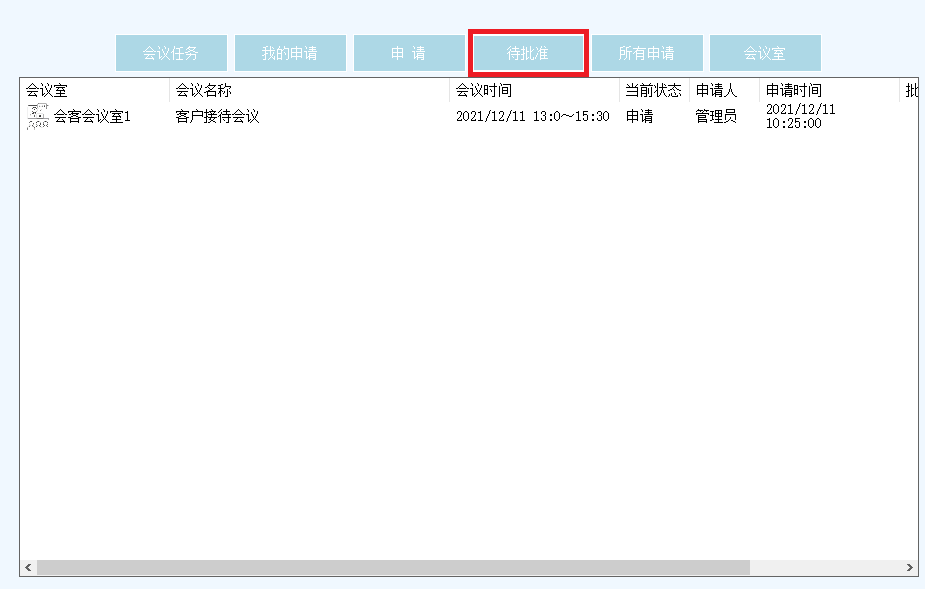 会议任务 我的申请 申 请 待批准 所有申请 会议室
会议室 会议名称 会议时间 当前状态 申请人 申请时间 批
会客会议室1 客户接待会议 2021/12/11 13:0～15:30 申请 管理员 2021/12/11
10:25:00